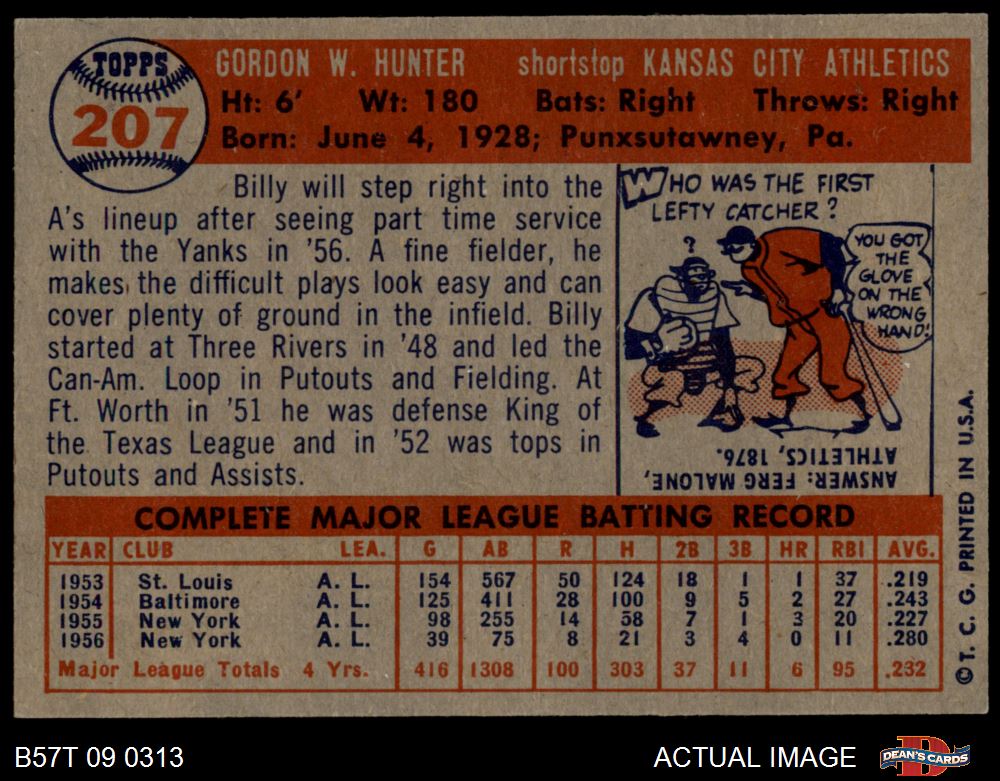 TOPPS
207
GORDON W. HUNTER shortstop KANSAS CITY ATHLETICS
Ht: 6' Wt: 180 Bats: Right Throws: Right
Born: June 4, 1928; Punxsutawney, Pa.
Billy will step right into the
A's lineup after seeing part time service
with the Yanks in '56. A fine fielder, he
makes the difficult plays look easy and can
cover plenty of ground in the infield. Billy
started at Three Rivers in '48 and led the
Can-Am. Loop in Putouts and Fielding. At
Ft. Worth in '51 he was defense King of
the Texas League and in '52 was tops in
Putouts and Assists.
WHO WAS THE FIRST
LEFTY CATCHER?
?
YOU GOT
THE
GLOVE
ON THE
WRONG
HAND!
ANSWER: FERG MALONE,
ATHLETICS, 1876.
COMPLETE MAJOR LEAGUE BATTING RECORD
YEAR CLUB LEA. G AB R H 2B 3B HR RBI AVG.
1953 St. Louis A. L. 154 567 50 124 18 1 1 37 .219
1954 Baltimore A. L. 125 411 28 100 9 5 2 27 .243
1955 New York A. L. 98 255 14 58 7 1 3 20 .227
1956 New York A. L. 39 75 8 21 3 4 0 11 .280
Major League Totals 4 Yrs. 416 1308 100 303 37 11 6 95 .232
© T. C. G. PRINTED IN U.S.A.
B57T 09 0313
ACTUAL IMAGE
D
DEAN'S CARDS